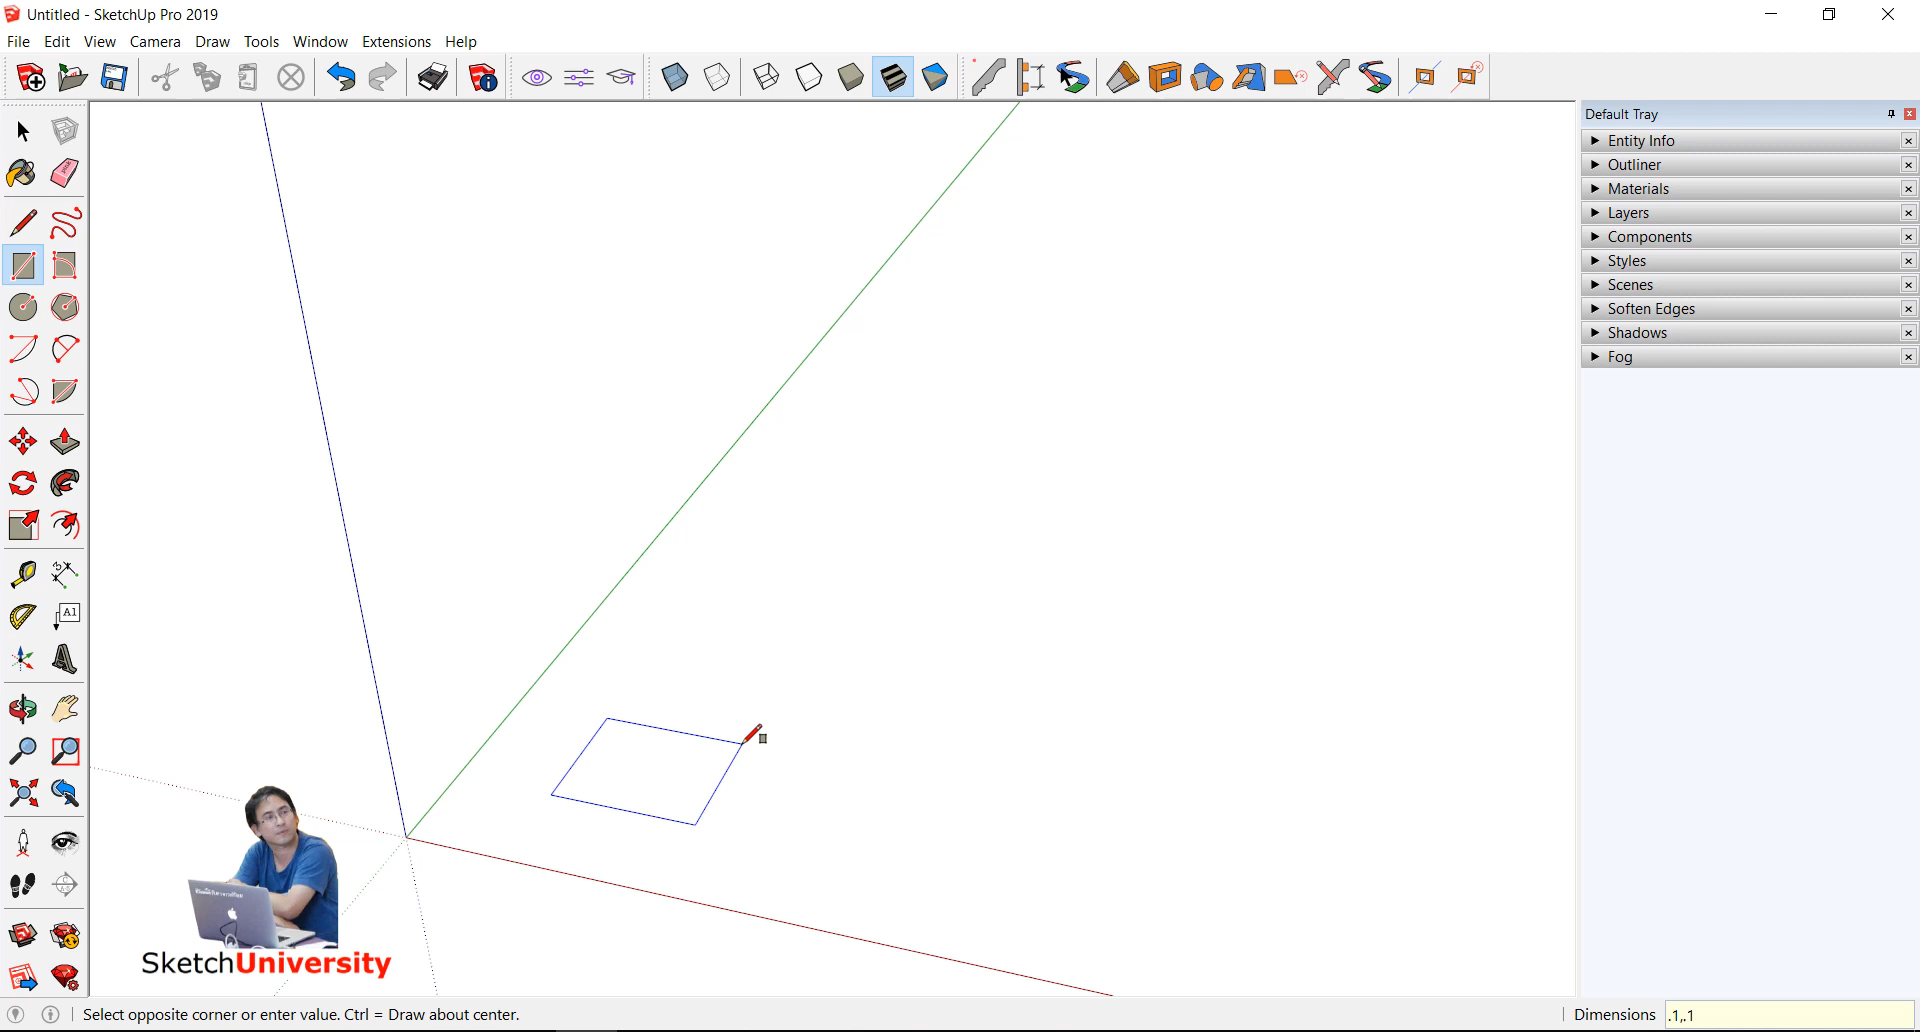 Untitled - SketchUp Pro 2019
File Edit View Camera Draw Tools Window Extensions Help
Default Tray
Entity Info
Outliner
Materials
Layers
Components
Styles
Scenes
Soften Edges
Shadows
Fog
A1
SketchUniversity
Select opposite corner or enter value. Ctrl = Draw about center.
Dimensions .1,.1